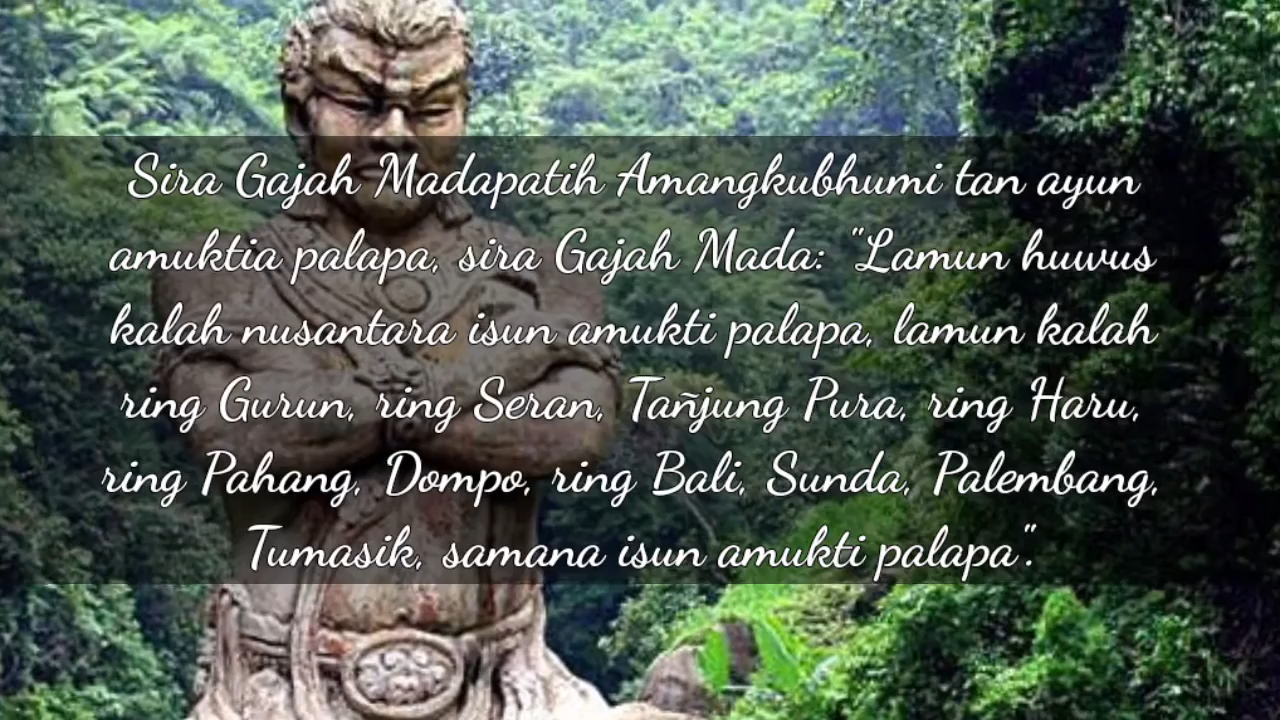 Sira Gajah Madapatih Amangkubhumi tan ayun
amuktia palapa, sira Gajah Mada: "Lamun huwus
kalah nusantara isun amukti palapa, lamun kalah
ring Gurun, ring Seran, Tañjung Pura, ring Haru,
ring Pahang, Dompo, ring Bali, Sunda, Palembang,
Tumasik, samana isun amukti palapa".